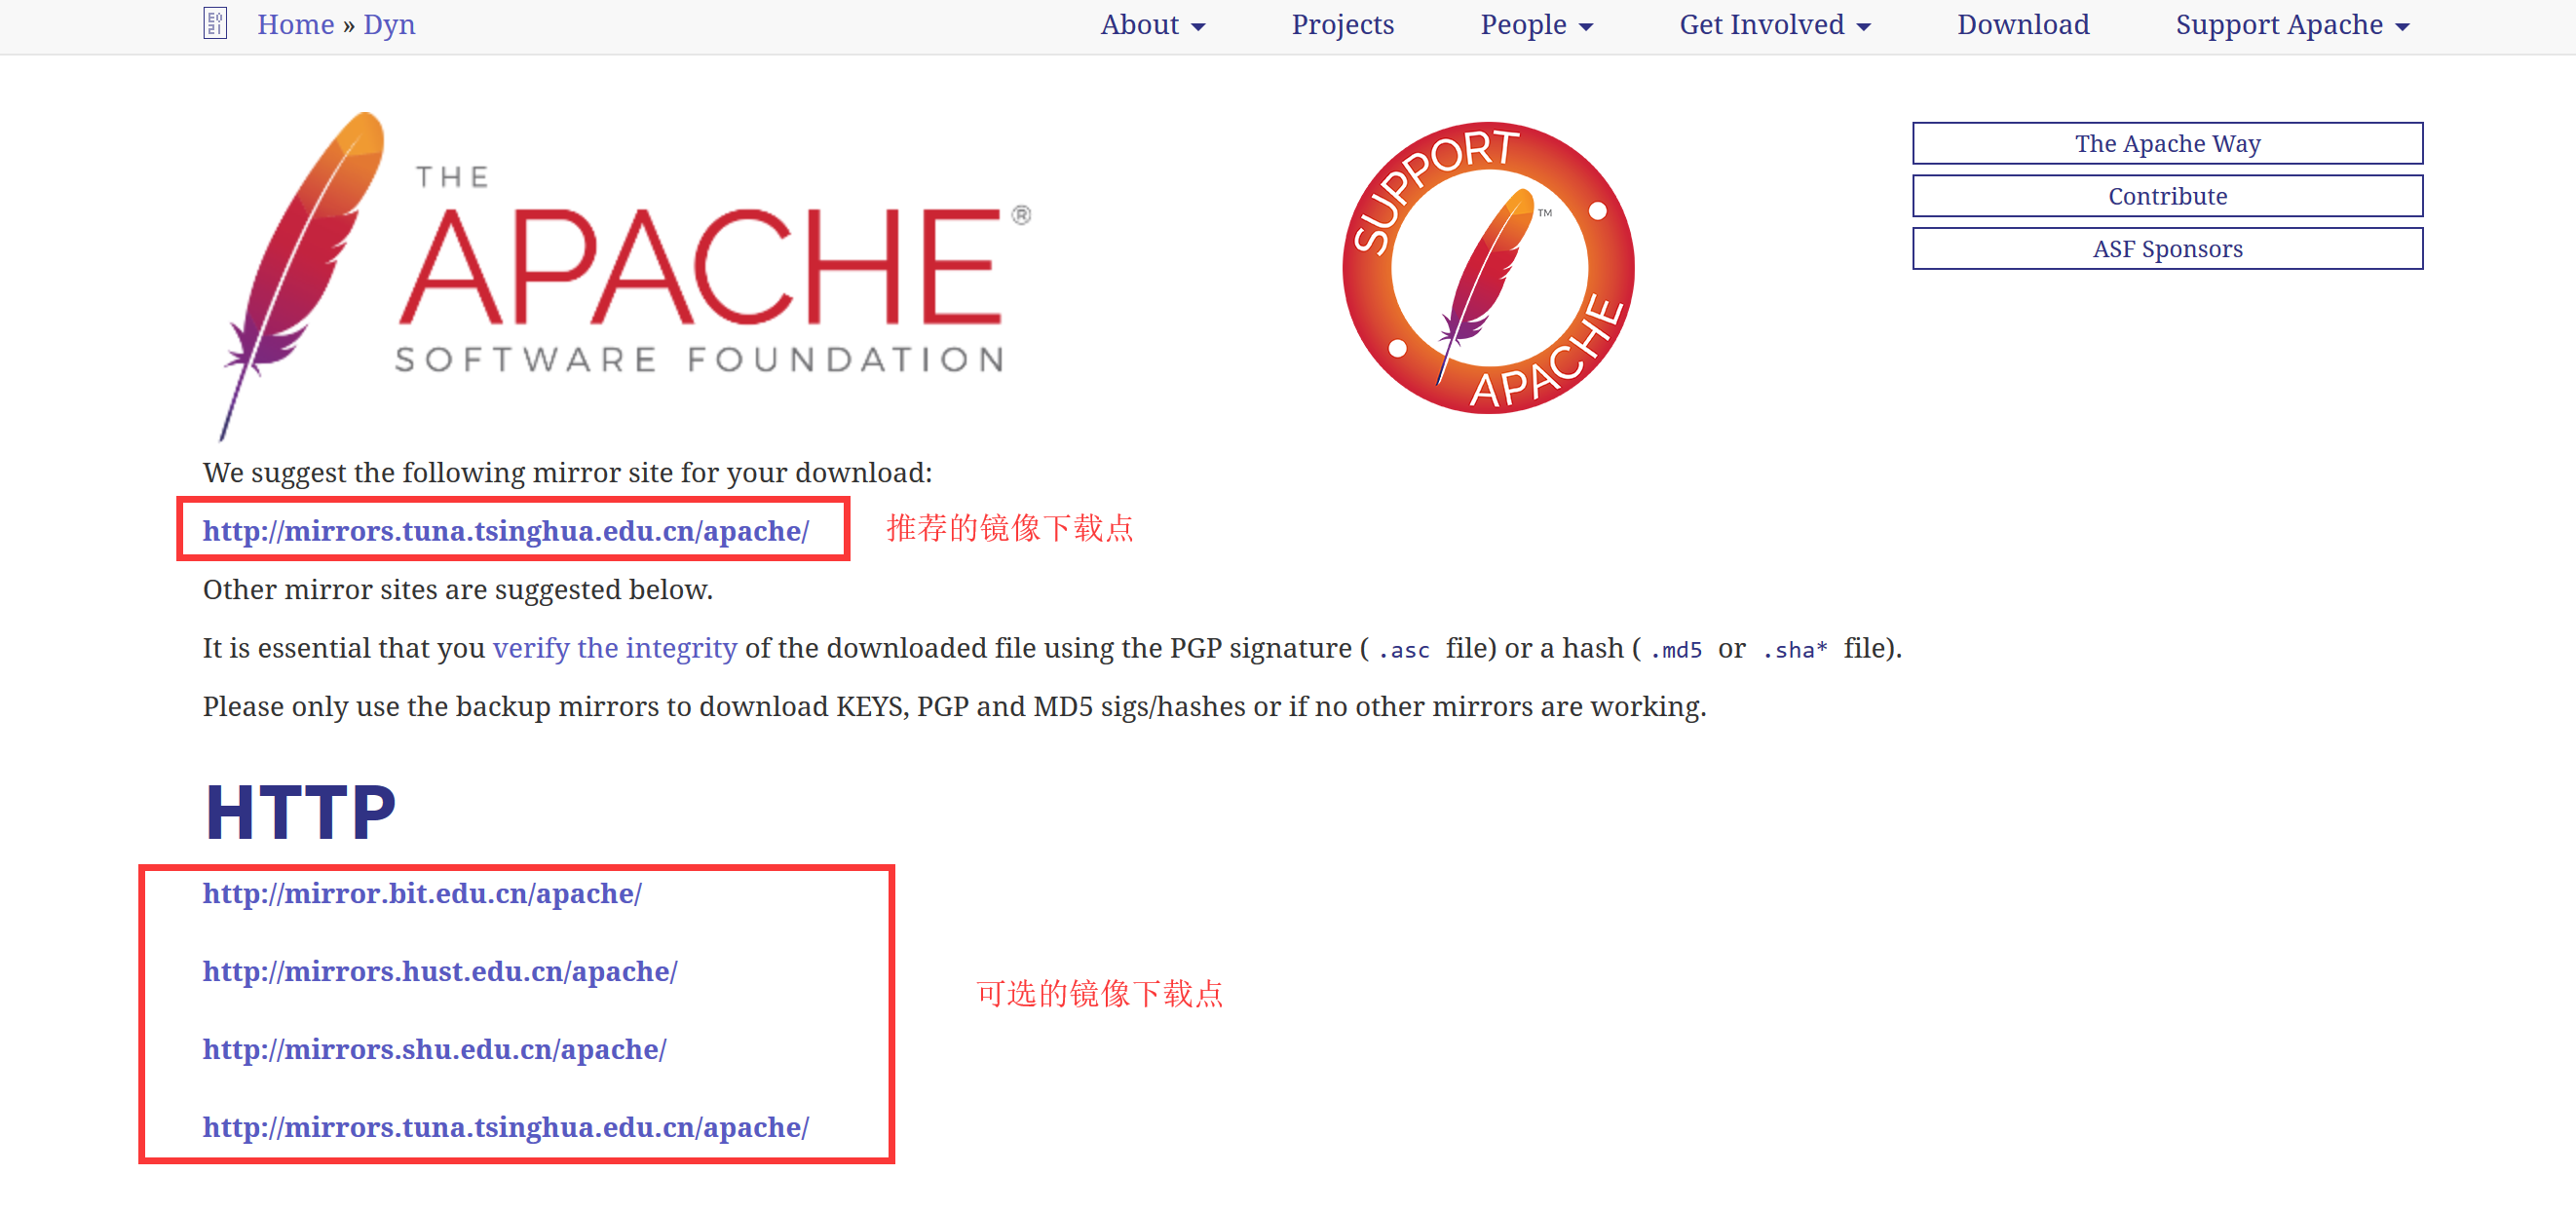 Home » Dyn
About Projects People Get Involved Download Support Apache
THE
APACHE®
SOFTWARE FOUNDATION
SUPPORT
APACHE
TM
The Apache Way
Contribute
ASF Sponsors
We suggest the following mirror site for your download:
http://mirrors.tuna.tsinghua.edu.cn/apache/ 推荐的镜像下载点
Other mirror sites are suggested below.
It is essential that you verify the integrity of the downloaded file using the PGP signature ( .asc file) or a hash ( .md5 or .sha* file).
Please only use the backup mirrors to download KEYS, PGP and MD5 sigs/hashes or if no other mirrors are working.
HTTP
http://mirror.bit.edu.cn/apache/
http://mirrors.hust.edu.cn/apache/
可选的镜像下载点
http://mirrors.shu.edu.cn/apache/
http://mirrors.tuna.tsinghua.edu.cn/apache/